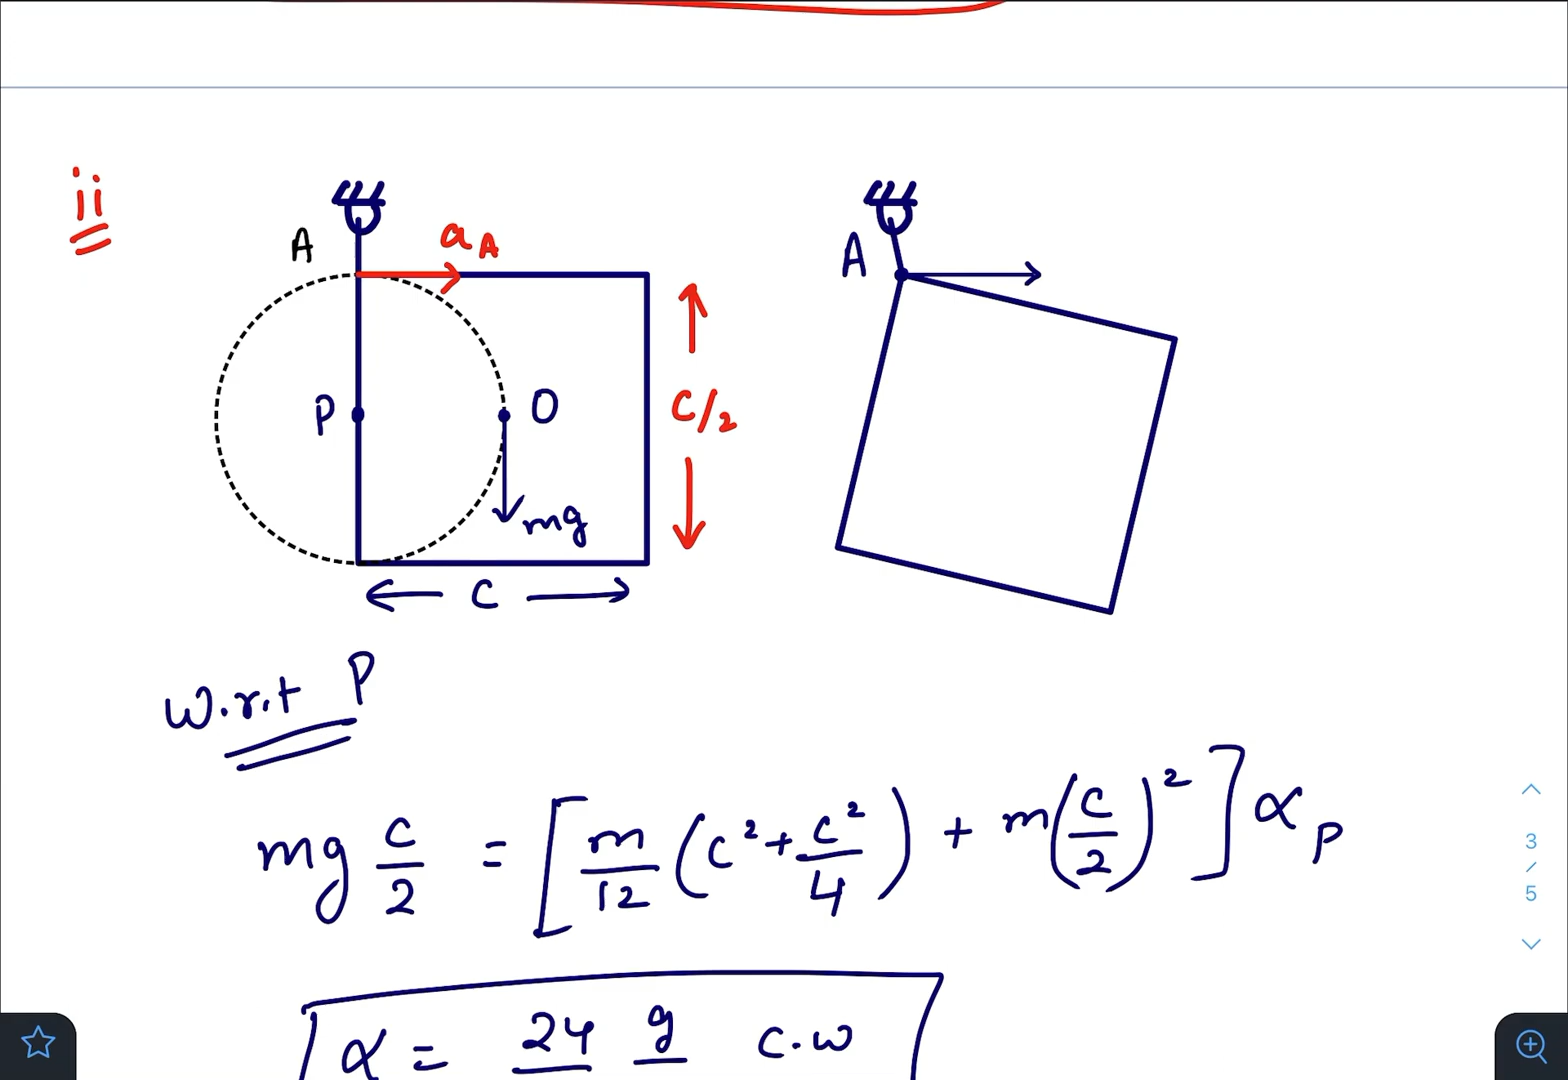 ii
A
a_A
A
P
O
C/2
mg
C
w.r.t P
mg c/2 = [m/12 (c² + c²/4) + m(c/2)²] α_P
α = 24 g C.W
3
/
5